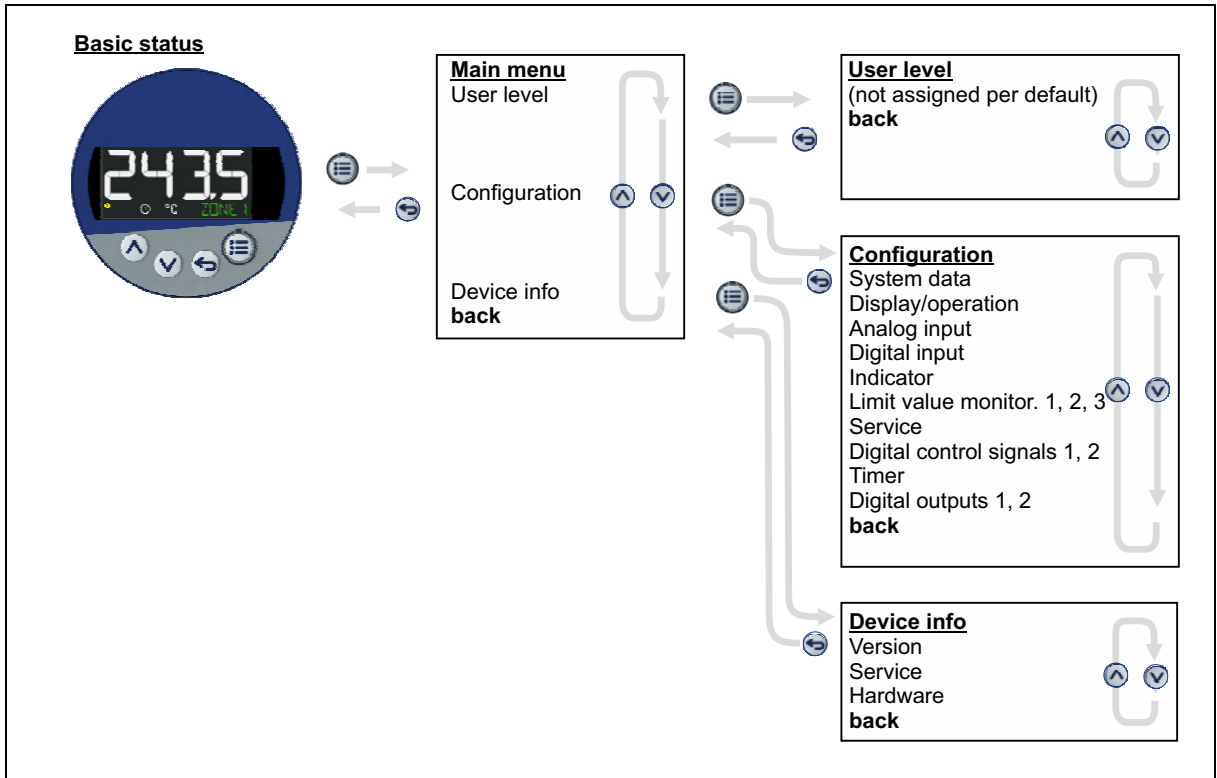 Basic status
243.5
°C ZONE 1
Main menu
User level
Configuration
Device info
back
User level
(not assigned per default)
back
Configuration
System data
Display/operation
Analog input
Digital input
Indicator
Limit value monitor. 1, 2, 3
Service
Digital control signals 1, 2
Timer
Digital outputs 1, 2
back
Device info
Version
Service
Hardware
back